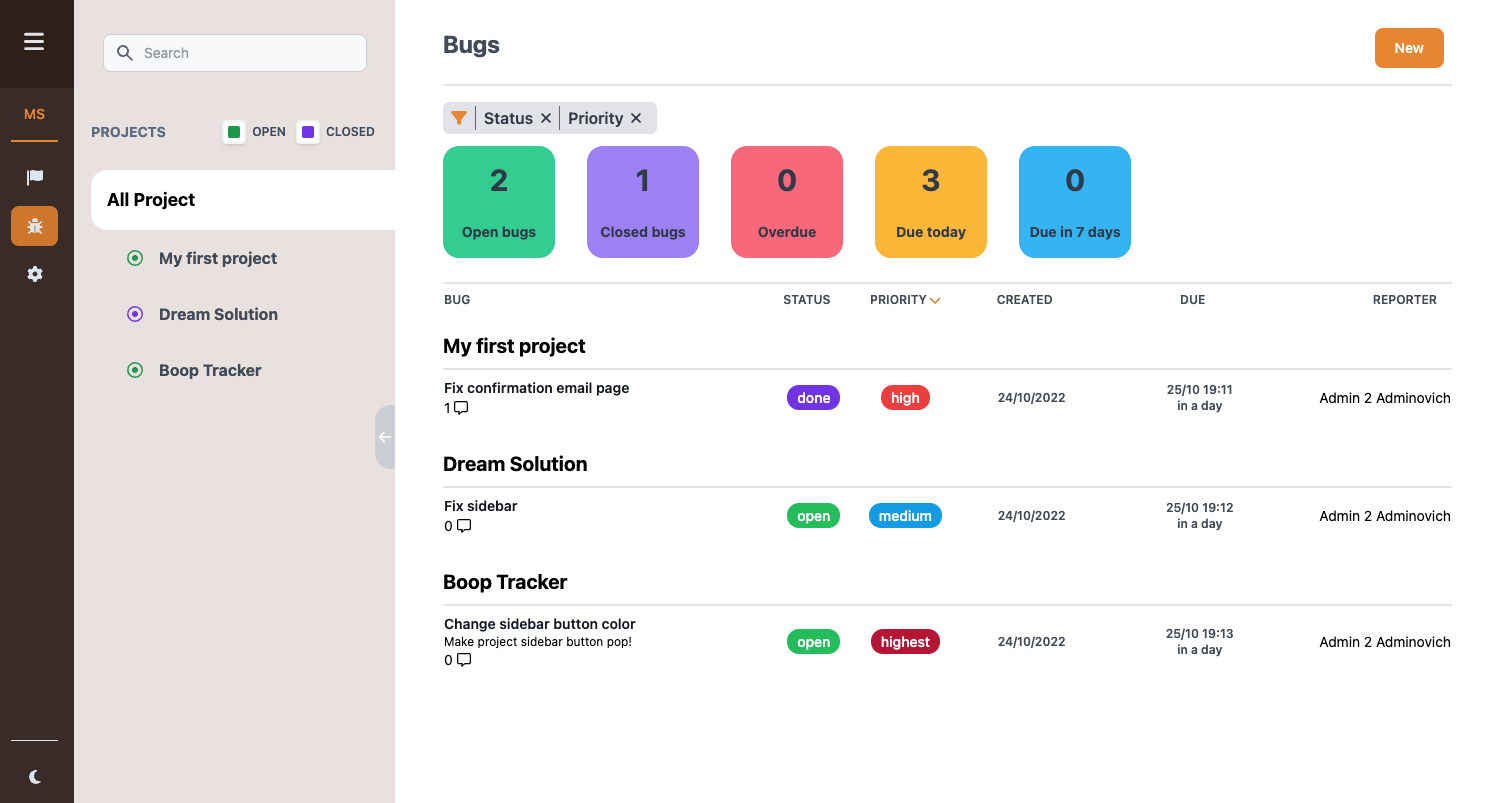 MS
Search
PROJECTS OPEN CLOSED
All Project
My first project
Dream Solution
Boop Tracker
Bugs
New
Status Priority
2
Open bugs
1
Closed bugs
0
Overdue
3
Due today
0
Due in 7 days
BUG STATUS PRIORITY CREATED DUE REPORTER
My first project
Fix confirmation email page
1
done high 24/10/2022
25/10 19:11
in a day
Admin 2 Adminovich
Dream Solution
Fix sidebar
0
open medium 24/10/2022
25/10 19:12
in a day
Admin 2 Adminovich
Boop Tracker
Change sidebar button color
Make project sidebar button pop!
0
open highest 24/10/2022
25/10 19:13
in a day
Admin 2 Adminovich